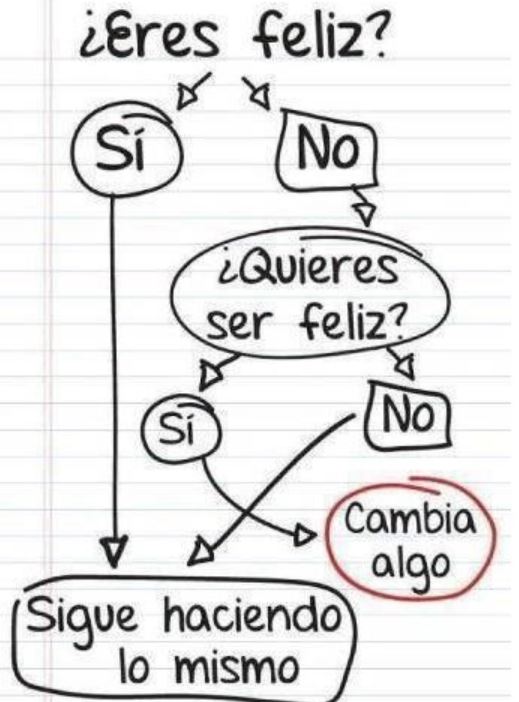 ¿Eres feliz?
Sí
No
¿Quieres
ser feliz?
Sí
No
Cambia
algo
Sigue haciendo
lo mismo